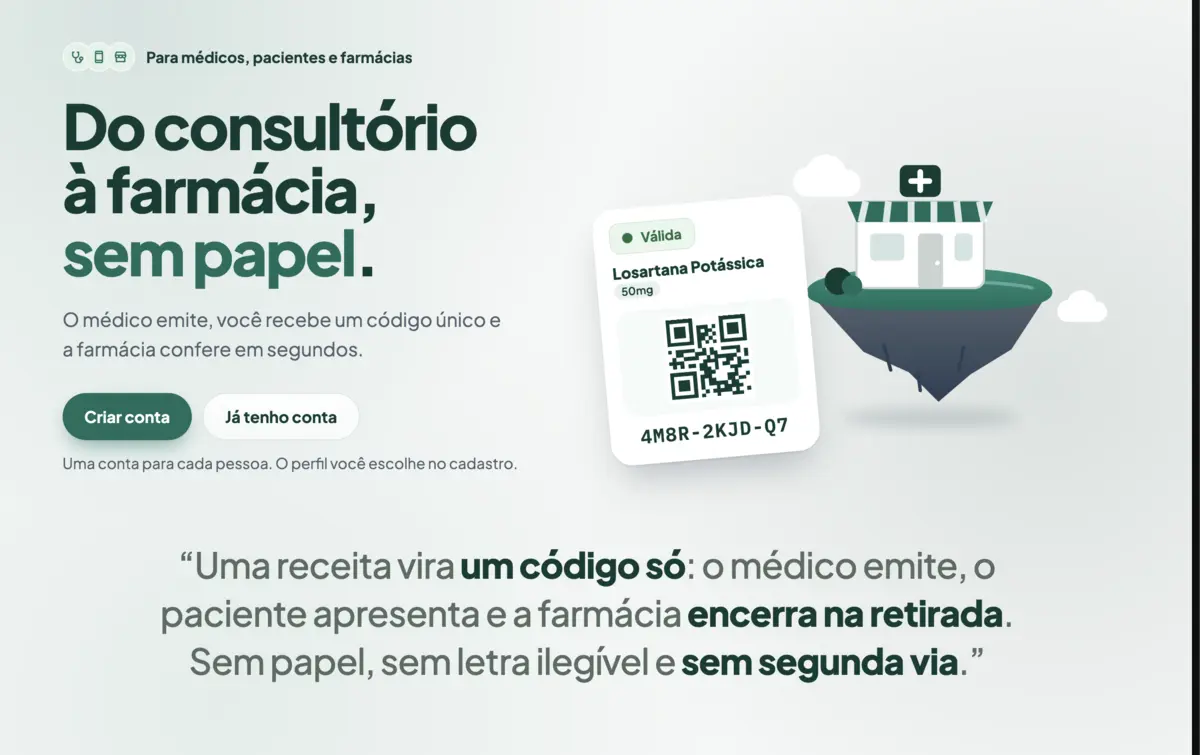 Para médicos, pacientes e farmácias
Do consultório
à farmácia,
sem papel.
O médico emite, você recebe um código único e
a farmácia confere em segundos.
Criar conta
Já tenho conta
Uma conta para cada pessoa. O perfil você escolhe no cadastro.
Válida
Losartana Potássica
50mg
4M8R-2KJD-Q7
“Uma receita vira um código só: o médico emite, o
paciente apresenta e a farmácia encerra na retirada.
Sem papel, sem letra ilegível e sem segunda via.”